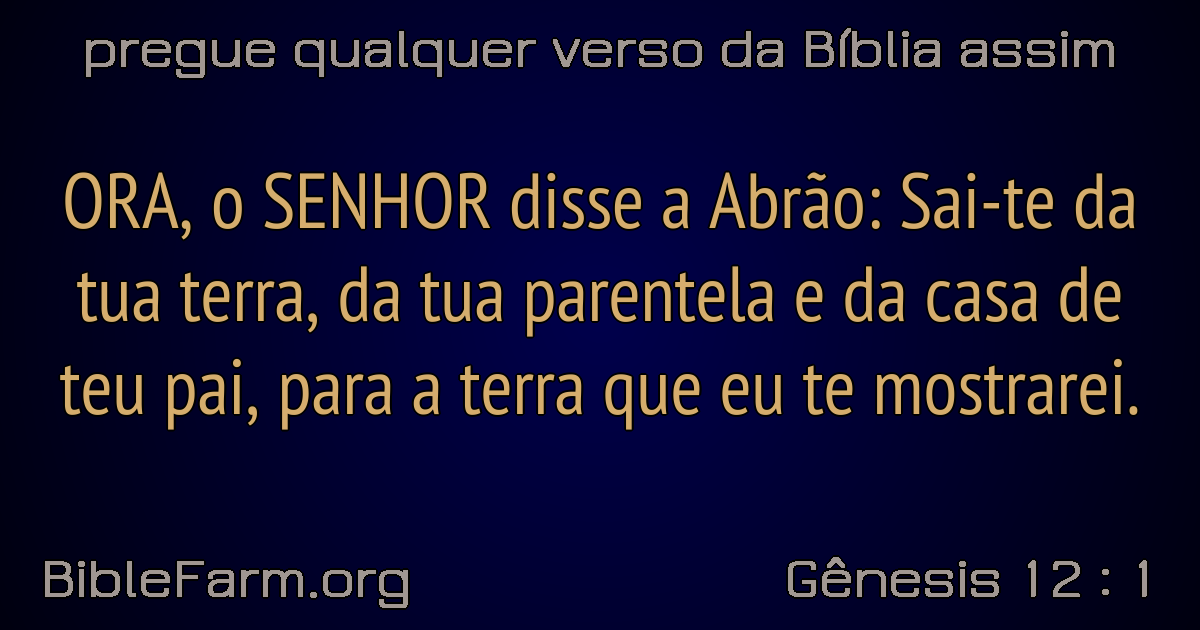 pregue qualquer verso da Bíblia assim
ORA, o SENHOR disse a Abrão: Sai-te da
tua terra, da tua parentela e da casa de
teu pai, para a terra que eu te mostrarei.
BibleFarm.org
Gênesis 12 : 1